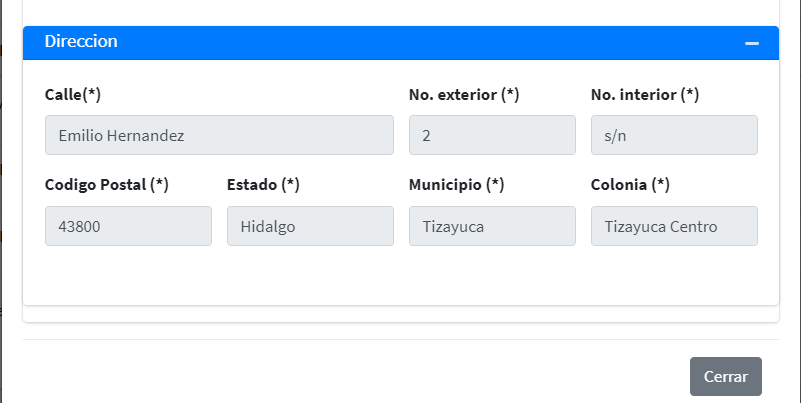 Direccion
Calle(*) No. exterior (*) No. interior (*)
Emilio Hernandez 2 s/n
Codigo Postal (*) Estado (*) Municipio (*) Colonia (*)
43800 Hidalgo Tizayuca Tizayuca Centro
Cerrar